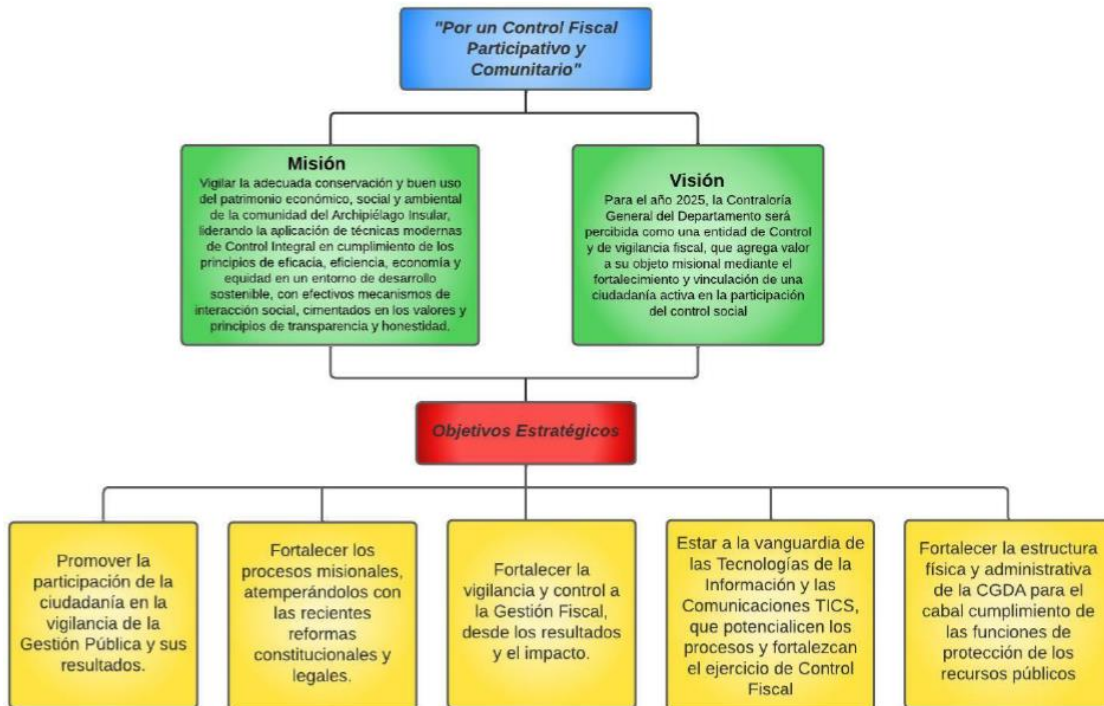 "Por un Control Fiscal
Participativo y
Comunitario"
Misión
Vigilar la adecuada conservación y buen uso
del patrimonio económico, social y ambiental
de la comunidad del Archipiélago Insular,
liderando la aplicación de técnicas modernas
de Control Integral en cumplimiento de los
principios de eficacia, eficiencia, economía y
equidad en un entorno de desarrollo
sostenible, con efectivos mecanismos de
interacción social, cimentados en los valores y
principios de transparencia y honestidad.
Visión
Para el año 2025, la Contraloría
General del Departamento será
percibida como una entidad de Control
y de vigilancia fiscal, que agrega valor
a su objeto misional mediante el
fortalecimiento y vinculación de una
ciudadanía activa en la participación
del control social
Objetivos Estratégicos
Promover la
participación de la
ciudadanía en la
vigilancia de la
Gestión Pública y sus
resultados.
Fortalecer los
procesos misionales,
atemperándolos con
las recientes
reformas
constitucionales y
legales.
Fortalecer la
vigilancia y control a
la Gestión Fiscal,
desde los resultados
y el impacto.
Estar a la vanguardia de
las Tecnologías de la
Información y las
Comunicaciones TICS,
que potencialicen los
procesos y fortalezcan
el ejercicio de Control
Fiscal
Fortalecer la estructura
física y administrativa
de la CGDA para el
cabal cumplimiento de
las funciones de
protección de los
recursos públicos